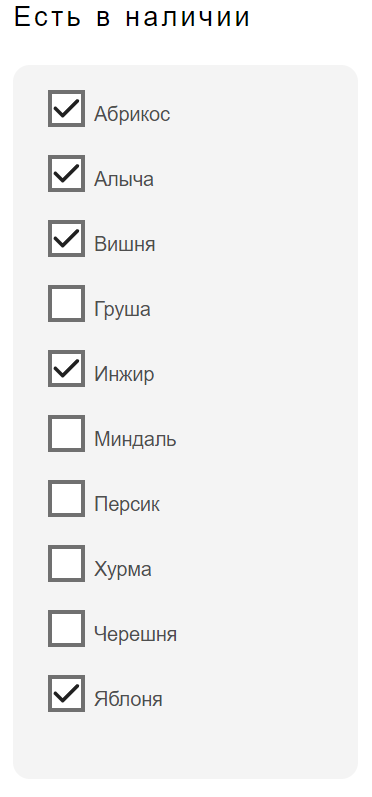 Есть в наличии
Абрикос
Алыча
Вишня
Груша
Инжир
Миндаль
Персик
Хурма
Черешня
Яблоня